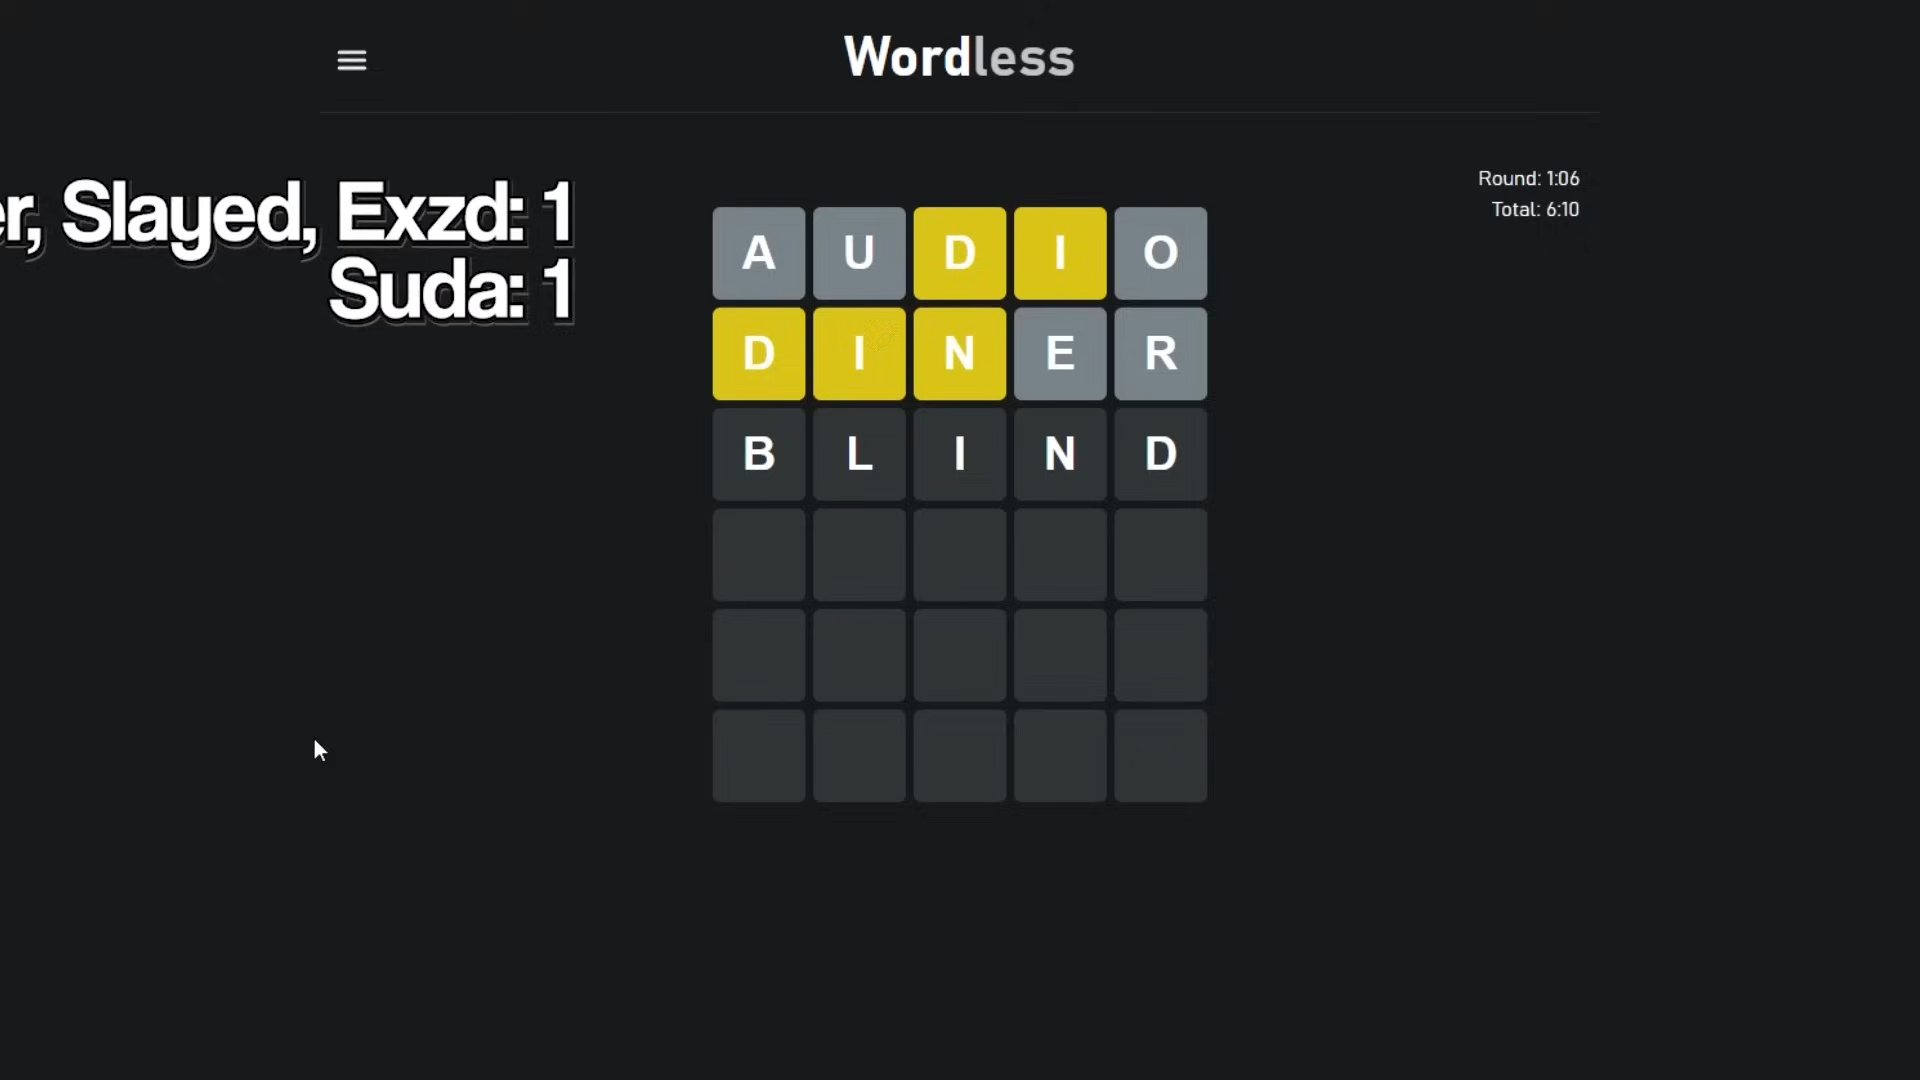 Wordless
Round: 1:06
Total: 6:10
er, Slayed, Exzd: 1
Suda: 1
A U D I O
D I N E R
B L I N D